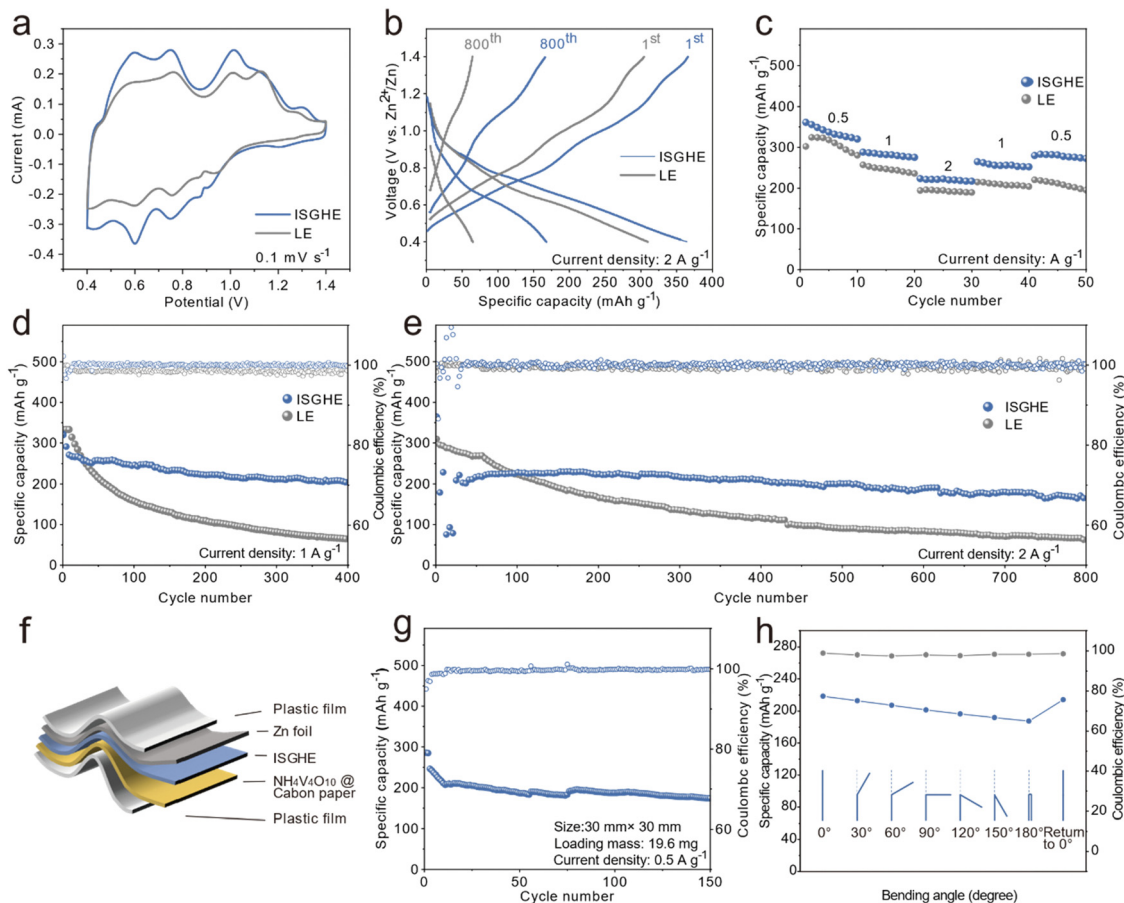 a
0.3
0.2
0.1
0.0
-0.1
-0.2
-0.3
-0.4
Current (mA)
ISGHE
LE
0.1 mV s⁻¹
0.4 0.6 0.8 1.0 1.2 1.4
Potential (V)
b
800ᵗʰ 800ᵗʰ 1ˢᵗ 1ˢᵗ
1.4
1.2
1.0
0.8
0.6
0.4
Voltage (V vs. Zn²⁺/Zn)
ISGHE
LE
Current density: 2 A g⁻¹
0 50 100 150 200 250 300 350 400
Specific capacity (mAh g⁻¹)
c
500
400
300
200
100
0
Specific capacity (mAh g⁻¹)
ISGHE
LE
0.5 1 2 1 0.5
Current density: A g⁻¹
0 10 20 30 40 50
Cycle number
d
500
400
300
200
100
0
Specific capacity (mAh g⁻¹)
ISGHE
LE
Current density: 1 A g⁻¹
100
80
60
Coulombic efficiency (%)
0 100 200 300 400
Cycle number
e
500
400
300
200
100
0
Specific capacity (mAh g⁻¹)
ISGHE
LE
Current density: 2 A g⁻¹
100
80
60
Coulombic efficiency (%)
0 100 200 300 400 500 600 700 800
Cycle number
f
Plastic film
Zn foil
ISGHE
NH₄V₄O₁₀ @
Cabon paper
Plastic film
g
500
400
300
200
100
0
Specific capacity (mAh g⁻¹)
Size:30 mm× 30 mm
Loading mass: 19.6 mg
Current density: 0.5 A g⁻¹
100
80
60
Coulombic efficiency (%)
0 50 100 150
Cycle number
h
280
240
200
160
120
80
40
0
Specific capacity (mAh g⁻¹)
0° 30° 60° 90° 120° 150° 180° Return
to 0°
100
80
60
40
20
0
Coulombic efficiency (%)
Bending angle (degree)